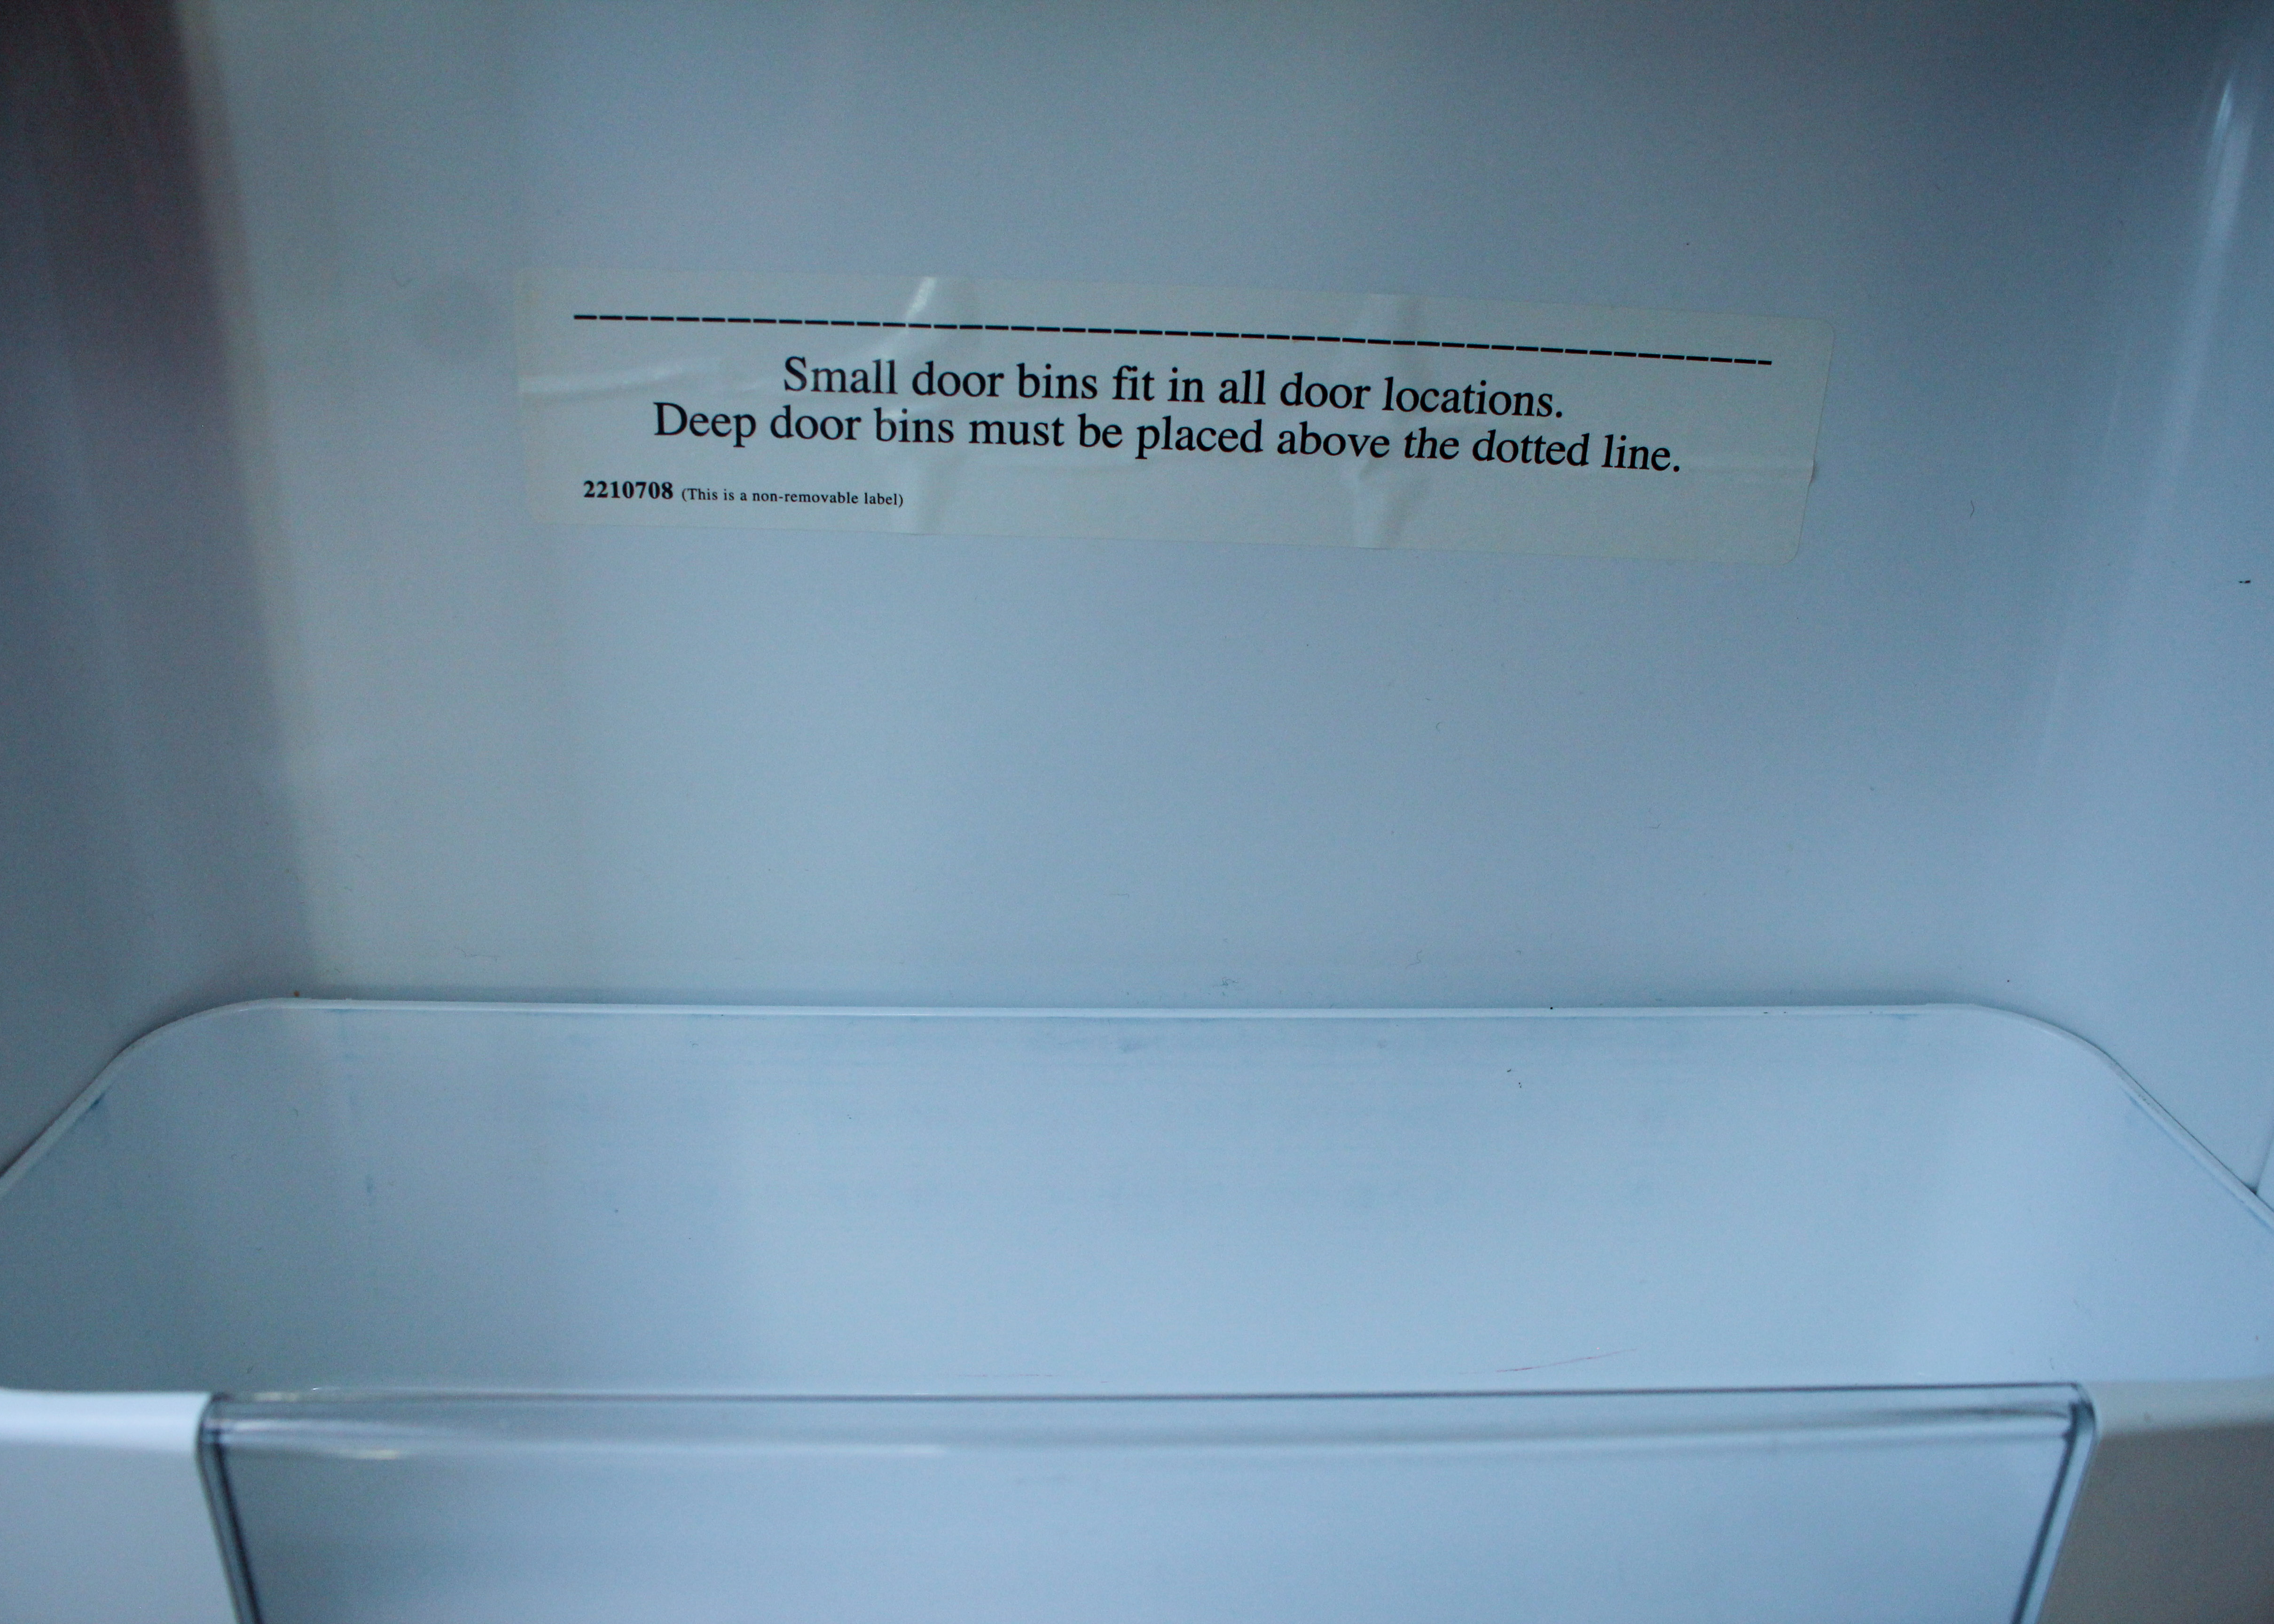 Small door bins fit in all door locations.
Deep door bins must be placed above the dotted line.
2210708 (This is a non-removable label)